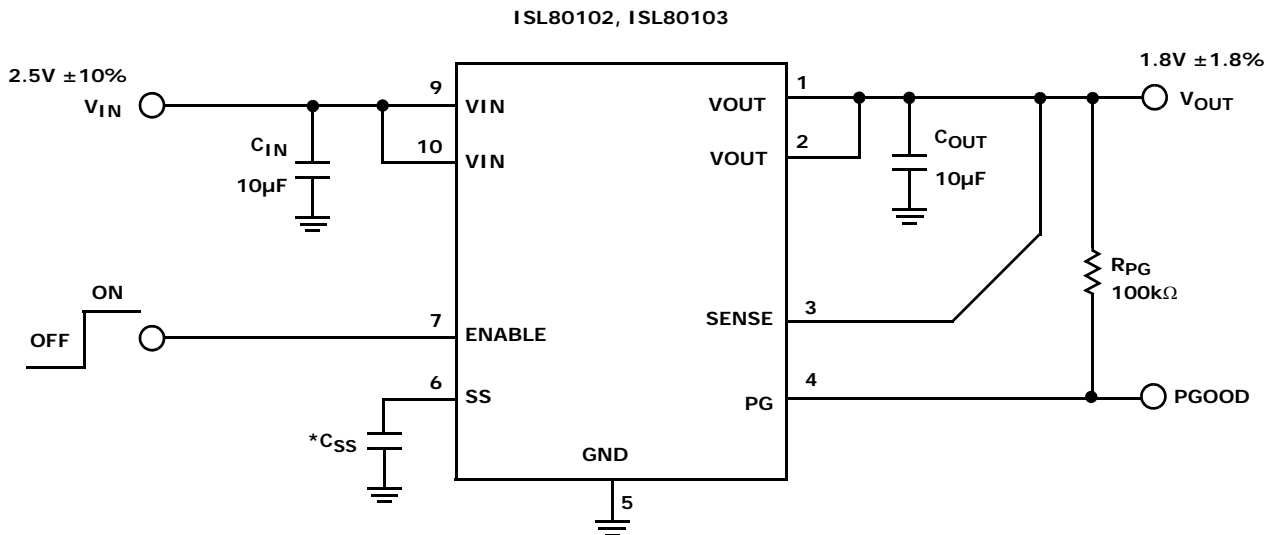 ISL80102, ISL80103
2.5V ±10%
VIN
CIN
10µF
9
VIN
10
VIN
ON
OFF
7
ENABLE
6
SS
*CSS
GND
5
1.8V ±1.8%
VOUT
1
VOUT
2
VOUT
COUT
10µF
3
SENSE
RPG
100kΩ
4
PG
PGOOD